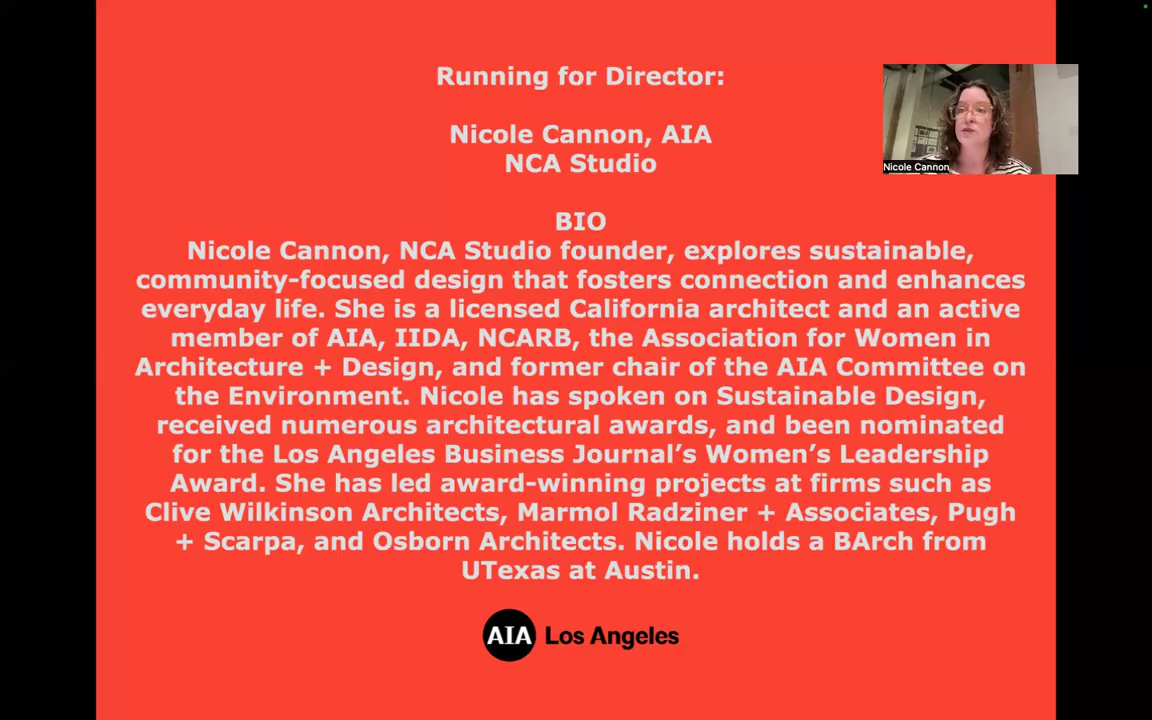 Running for Director:
Nicole Cannon, AIA
NCA Studio
Nicole Cannon
BIO
Nicole Cannon, NCA Studio founder, explores sustainable,
community-focused design that fosters connection and enhances
everyday life. She is a licensed California architect and an active
member of AIA, IIDA, NCARB, the Association for Women in
Architecture + Design, and former chair of the AIA Committee on
the Environment. Nicole has spoken on Sustainable Design,
received numerous architectural awards, and been nominated
for the Los Angeles Business Journal’s Women’s Leadership
Award. She has led award-winning projects at firms such as
Clive Wilkinson Architects, Marmol Radziner + Associates, Pugh
+ Scarpa, and Osborn Architects. Nicole holds a BArch from
UTexas at Austin.
AIA Los Angeles